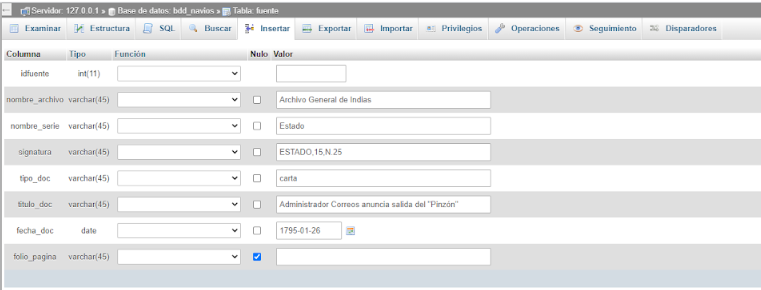 Servidor: 127.0.0.1 » Base de datos: bdd_navios » Tabla: fuente
Examinar Estructura SQL Buscar Insertar Exportar Importar Privilegios Operaciones Seguimiento Disparadores
Columna Tipo Función Nulo Valor
idfuente int(11)
nombre_archivo varchar(45) Archivo General de Indias
nombre_serie varchar(45) Estado
signatura varchar(45) ESTADO,15,N.25
tipo_doc varchar(45) carta
titulo_doc varchar(45) Administrador Correos anuncia salida del "Pinzón"
fecha_doc date 1795-01-26
folio_pagina varchar(45)